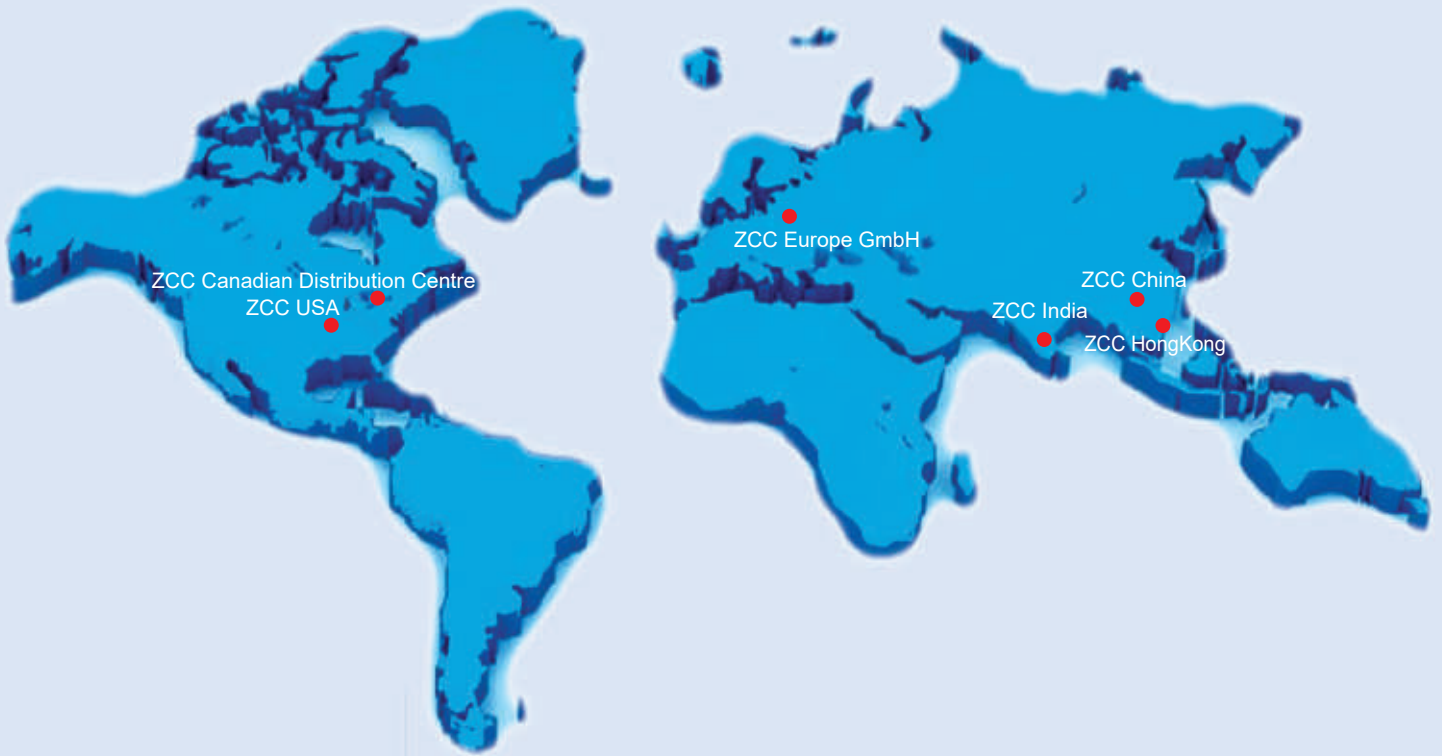 ZCC Europe GmbH
ZCC Canadian Distribution Centre
ZCC China
ZCC USA
ZCC India
ZCC HongKong